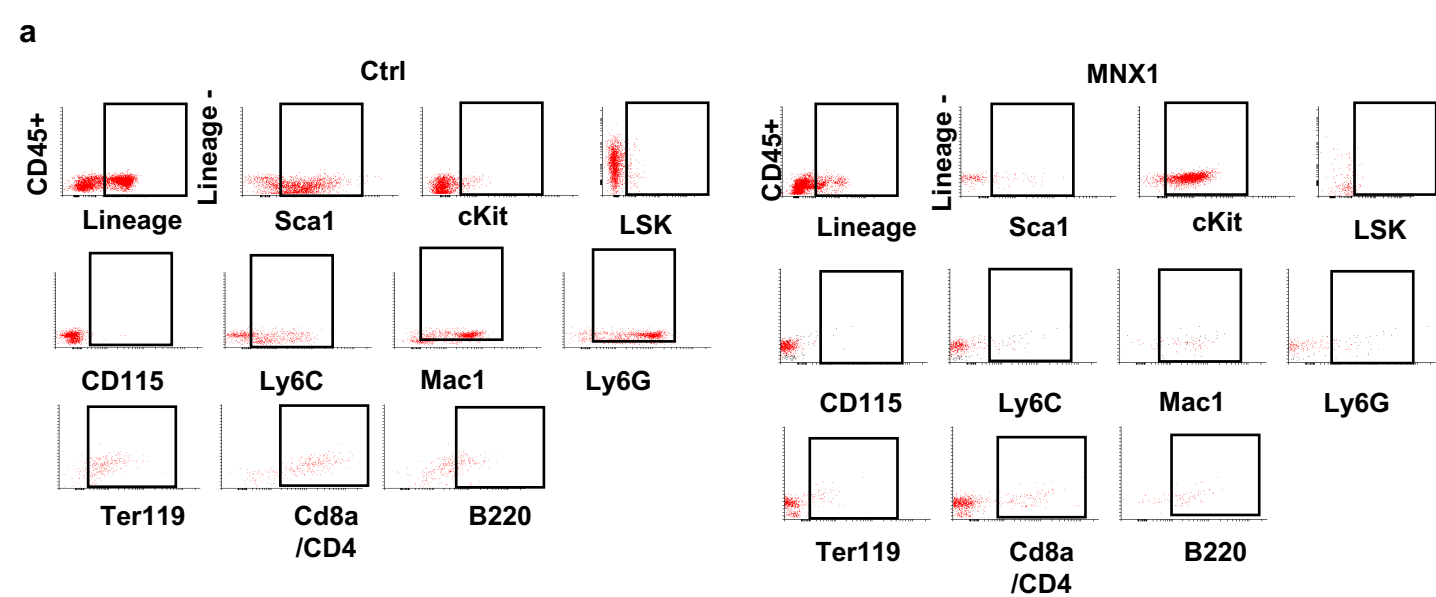 a
Ctrl
CD45+
Lineage -
Lineage
Sca1
cKit
LSK
CD115
Ly6C
Mac1
Ly6G
Ter119
Cd8a
/CD4
B220
MNX1
CD45+
Lineage -
Lineage
Sca1
cKit
LSK
CD115
Ly6C
Mac1
Ly6G
Ter119
Cd8a
/CD4
B220